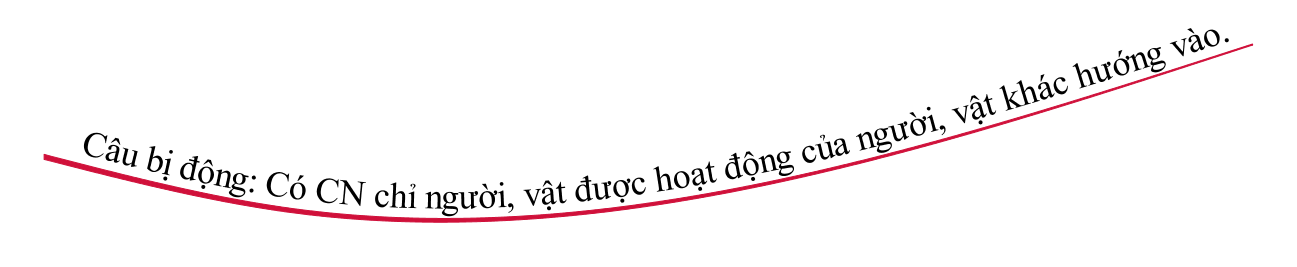 Câu bị động: Có CN chỉ người, vật được hoạt động của người, vật khác hướng vào.